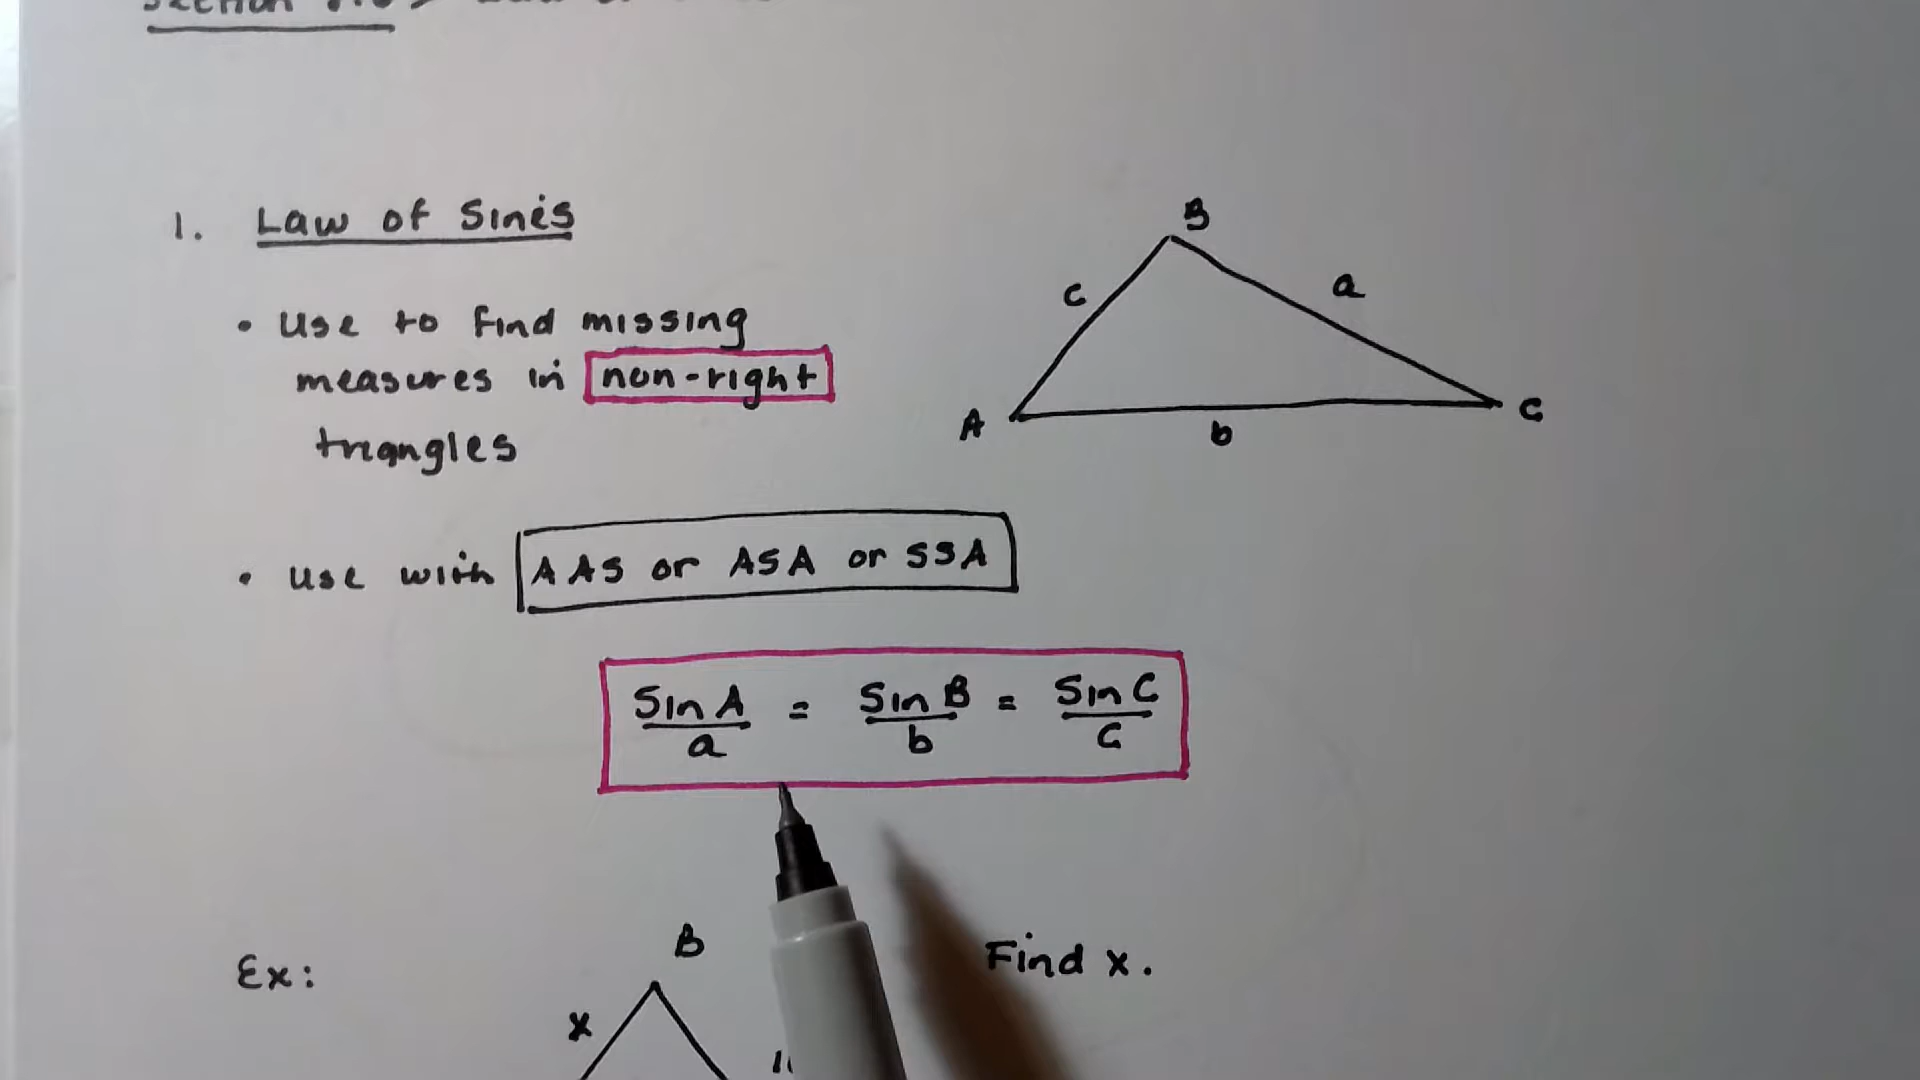 1. Law of Sines
B
c
a
• Use to find missing
measures in non-right
triangles
A
b
C
• Use with AAS or ASA or SSA
Sin A / a = Sin B / b = Sin C / c
B
Ex:
Find x.
x